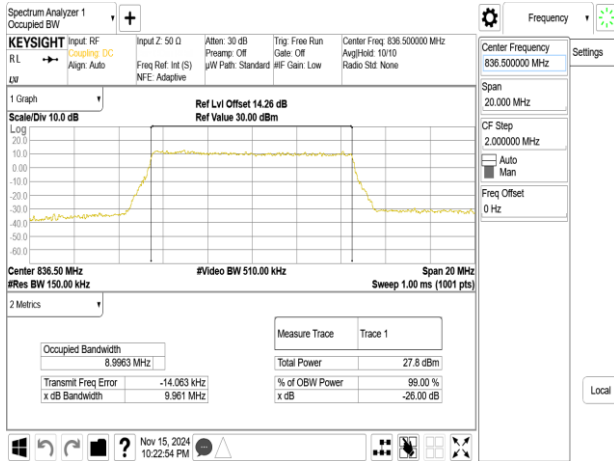 Spectrum Analyzer 1
Occupied BW
KEYSIGHT
RL
LXI
Input: RF
Coupling: DC
Align: Auto
Input Z: 50 Ω
Freq Ref: Int (S)
NFE: Adaptive
Atten: 30 dB
Preamp: Off
µW Path: Standard
Trig: Free Run
Gate: Off
#IF Gain: Low
Center Freq: 836.500000 MHz
Avg|Hold: 10/10
Radio Std: None
1 Graph
Scale/Div 10.0 dB
Ref Lvl Offset 14.26 dB
Ref Value 30.00 dBm
Log
20.0
10.0
0.00
-10.0
-20.0
-30.0
-40.0
-50.0
-60.0
Center 836.50 MHz
#Video BW 510.00 kHz
Span 20 MHz
#Res BW 150.00 kHz
Sweep 1.00 ms (1001 pts)
2 Metrics
Occupied Bandwidth
8.9963 MHz
Transmit Freq Error -14.063 kHz
x dB Bandwidth 9.961 MHz
Measure Trace Trace 1
Total Power 27.8 dBm
% of OBW Power 99.00 %
x dB -26.00 dB
Nov 15, 2024
10:22:54 PM
Frequency
Center Frequency
836.500000 MHz
Span
20.000 MHz
CF Step
2.000000 MHz
Auto
Man
Freq Offset
0 Hz
Settings
Local